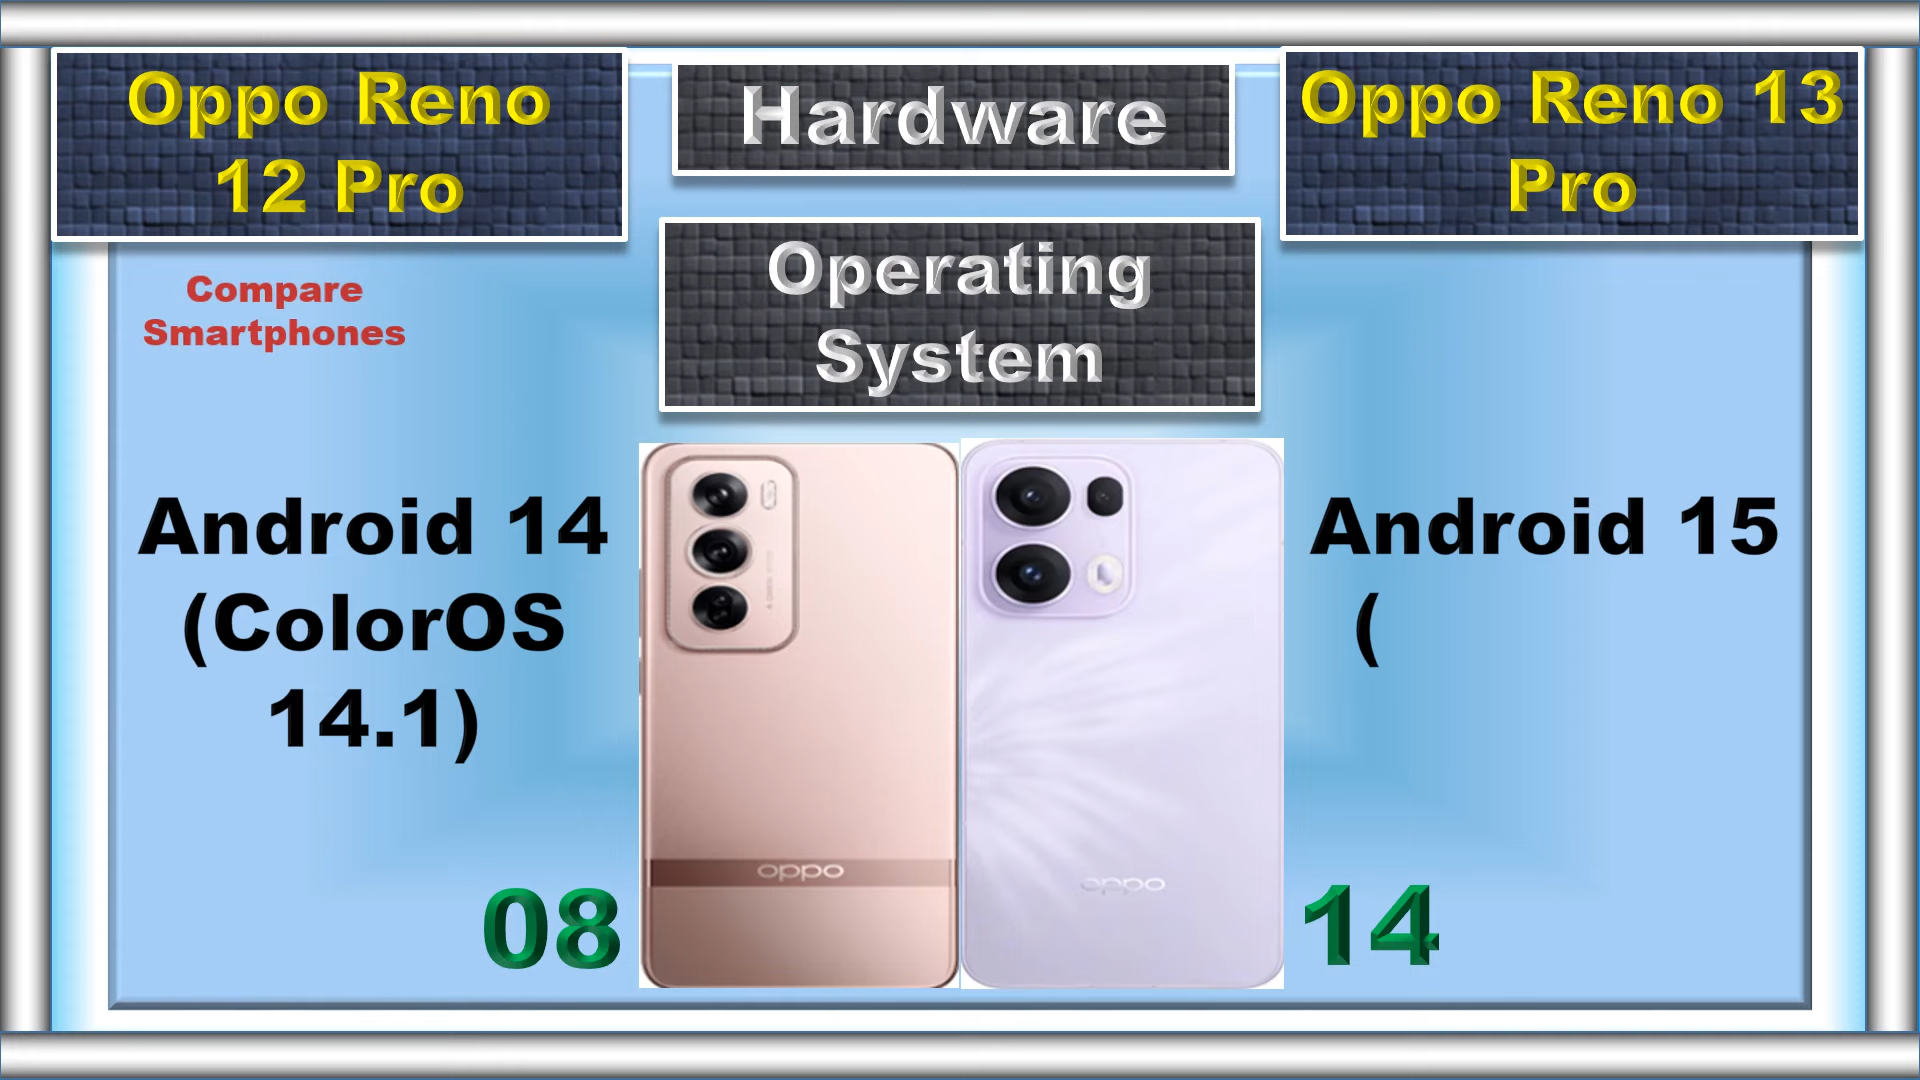 Oppo Reno
12 Pro
Hardware
Oppo Reno 13
Pro
Operating
System
Compare
Smartphones
Android 14
(ColorOS
14.1)
Android 15
(
oppo
oppo
08
14